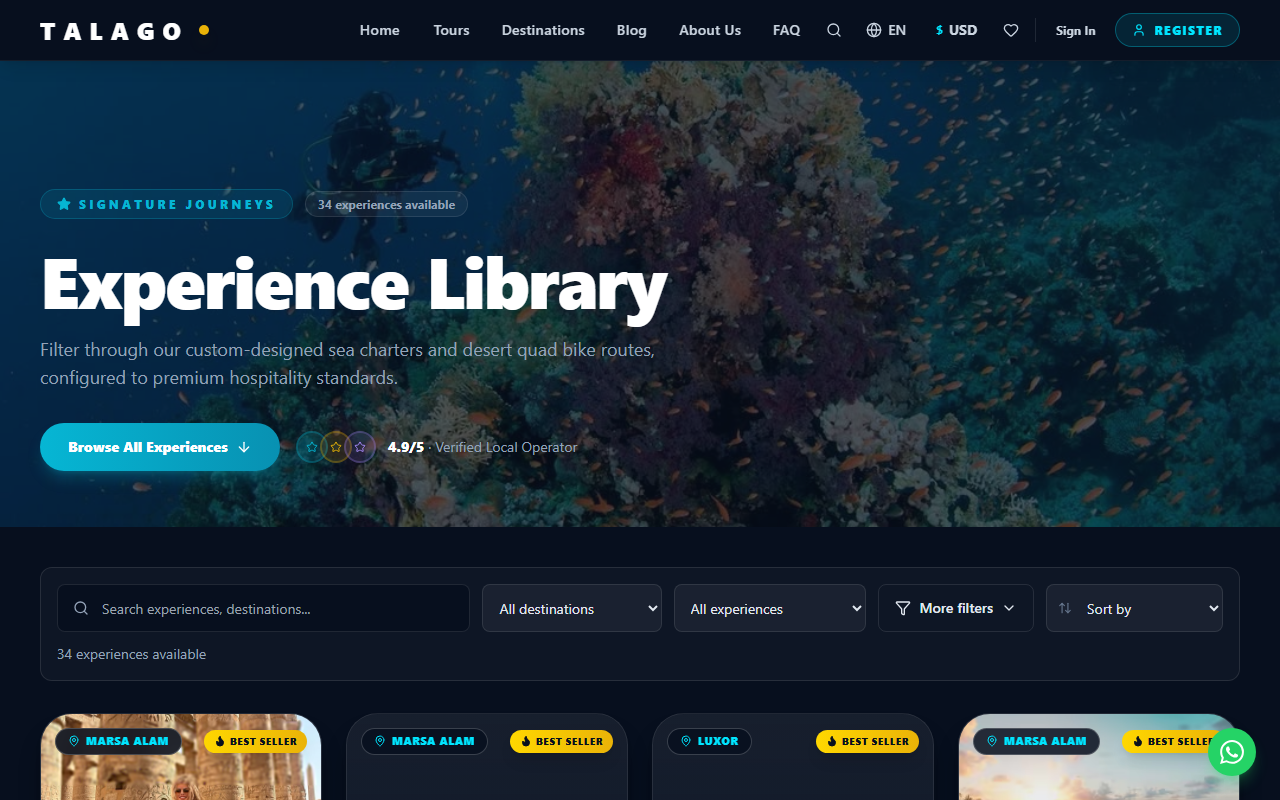 TALAGO
Home Tours Destinations Blog About Us FAQ EN $ USD Sign In REGISTER
SIGNATURE JOURNEYS 34 experiences available
Experience Library
Filter through our custom-designed sea charters and desert quad bike routes,
configured to premium hospitality standards.
Browse All Experiences 4.9/5 · Verified Local Operator
Search experiences, destinations... All destinations All experiences More filters Sort by
34 experiences available
MARSA ALAM BEST SELLER MARSA ALAM BEST SELLER LUXOR BEST SELLER MARSA ALAM BEST SELLER